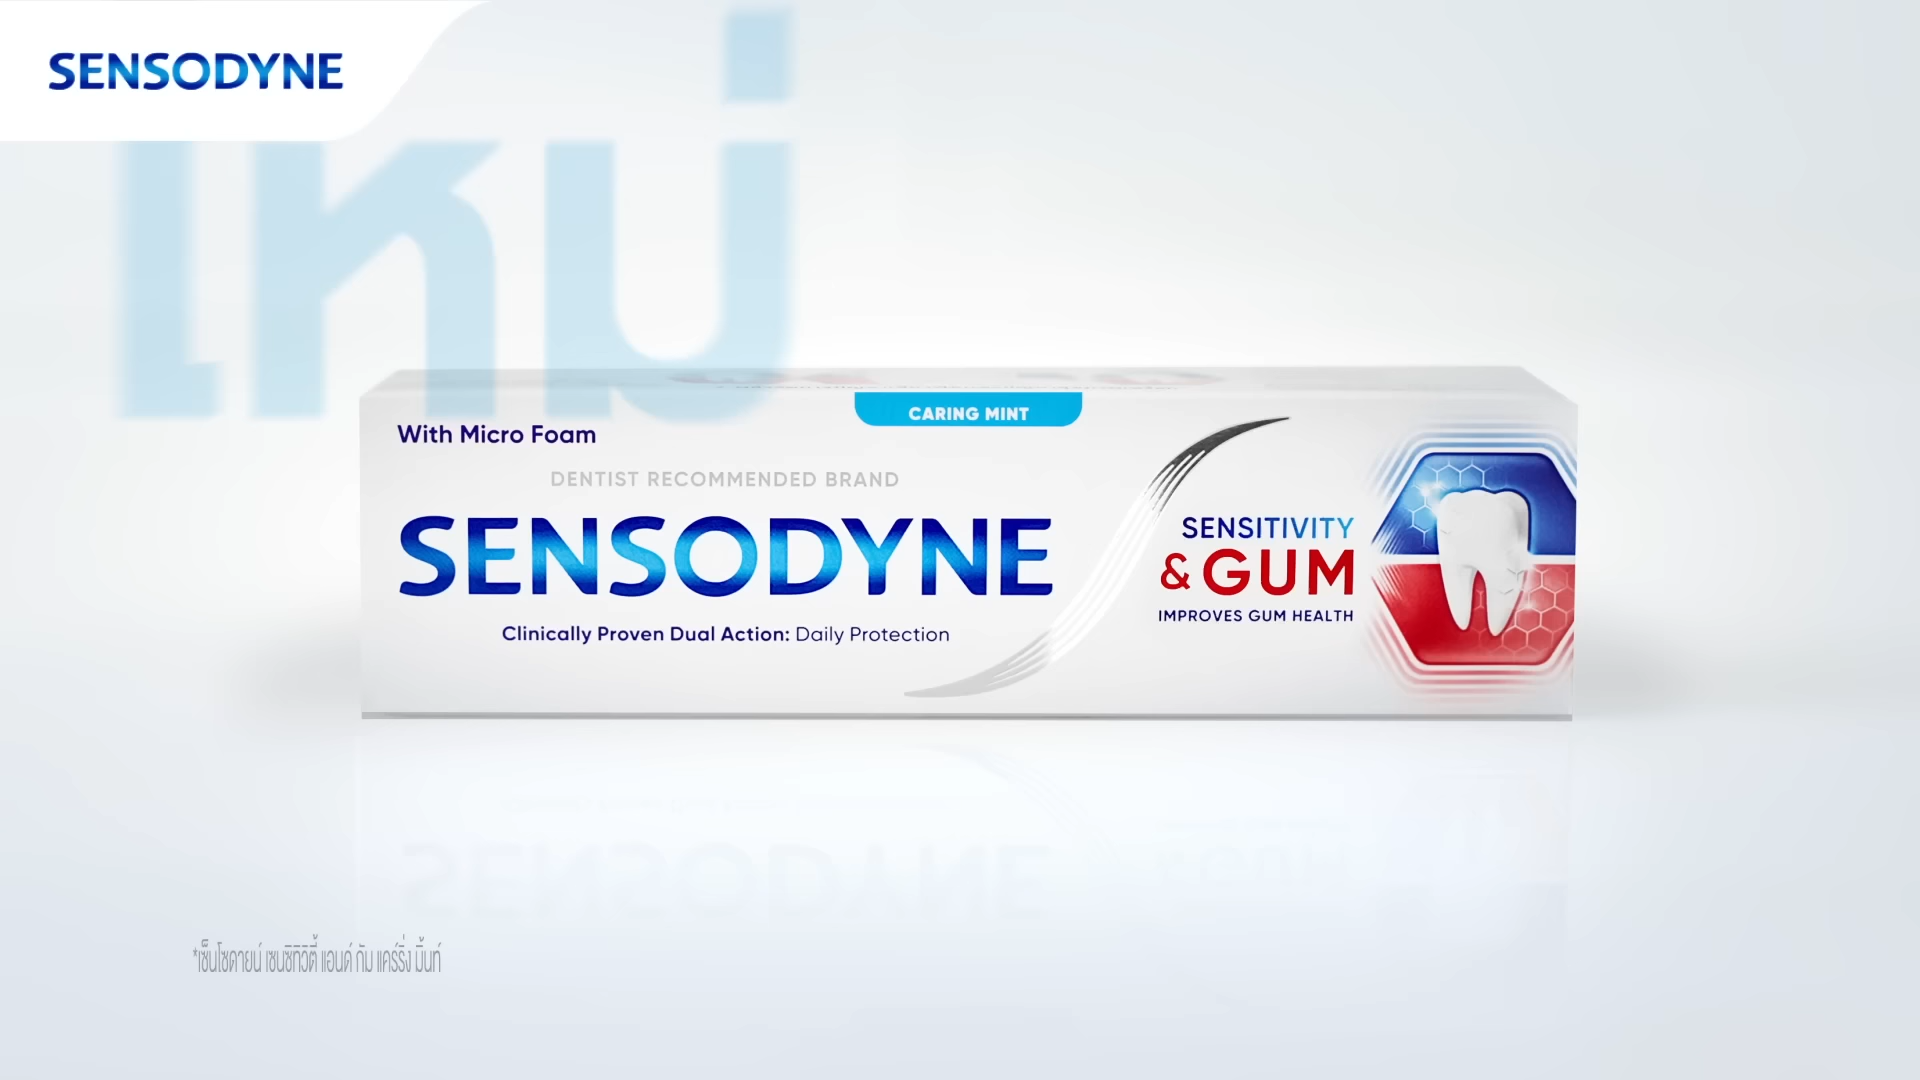 SENSODYNE
ใหม่
CARING MINT
With Micro Foam
DENTIST RECOMMENDED BRAND
SENSODYNE
Clinically Proven Dual Action: Daily Protection
SENSITIVITY
& GUM
IMPROVES GUM HEALTH
*เซ็นโซดายน์ เซนซิทิวิตี้ แอนด์ กัม แคร์ริ่ง มิ้นท์